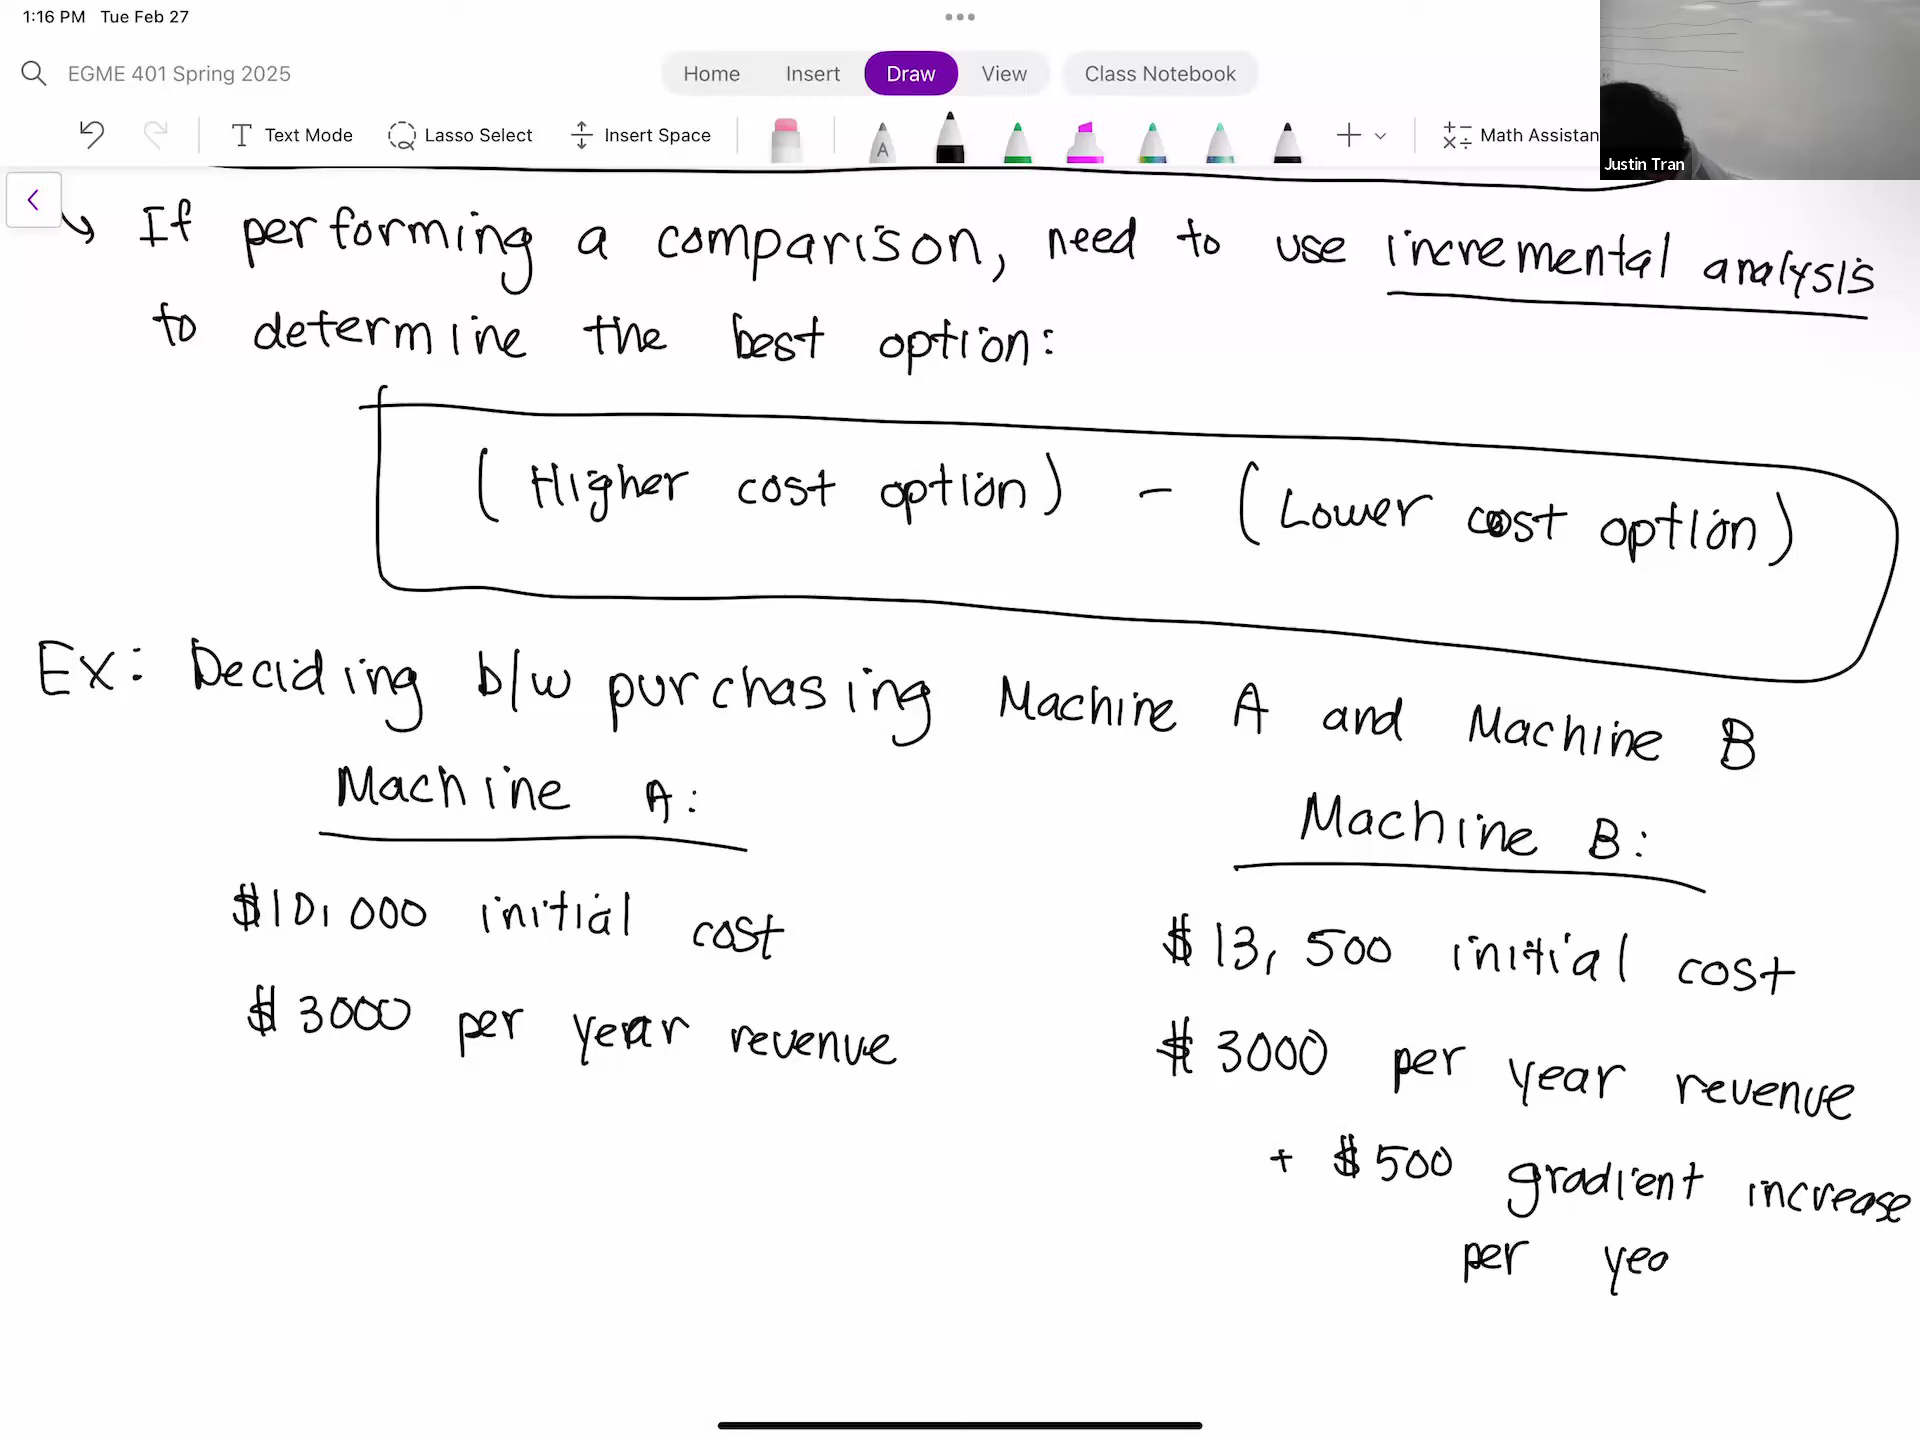 1:16 PM Tue Feb 27
EGME 401 Spring 2025
Home Insert Draw View Class Notebook
Text Mode Lasso Select Insert Space A Math Assistan
Justin Tran
If performing a comparison, need to use incremental analysis
to determine the best option:
(Higher cost option) - (Lower cost option)
Ex: Deciding b/w purchasing Machine A and Machine B
Machine A:
$10,000 initial cost
$3000 per year revenue
Machine B:
$13,500 initial cost
$3000 per year revenue
+ $500 gradient increase
per yea